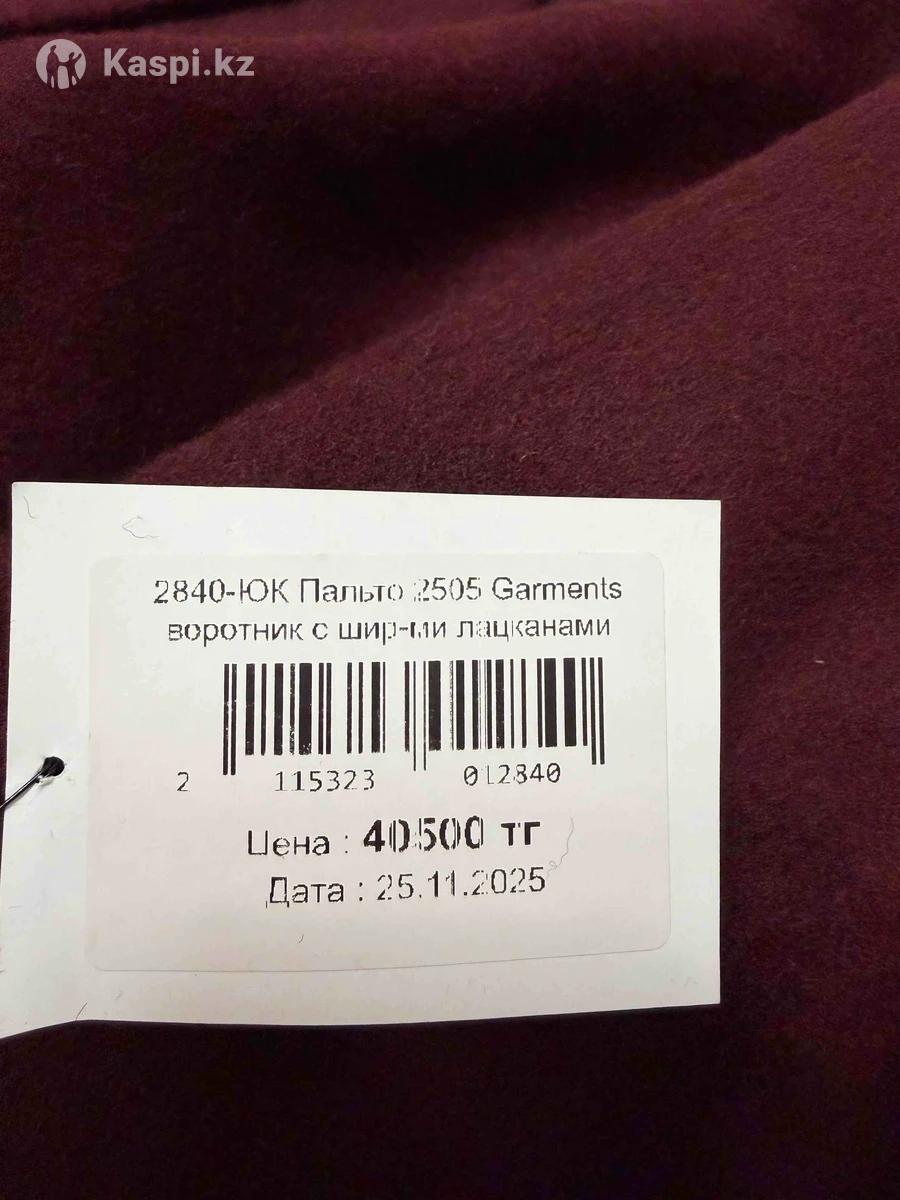 Kaspi.kz
2840-ЮК Пальто 2505 Garments
воротник с шир-ми лацканами
2 115323 012840
Цена : 40500 тг
Дата : 25.11.2025